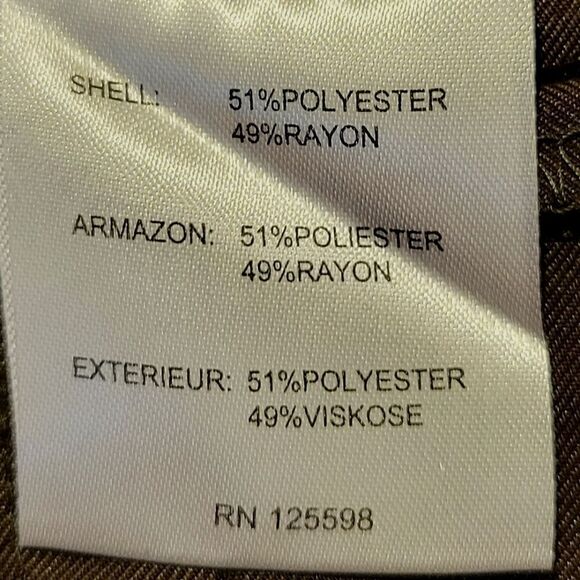 SHELL: 51%POLYESTER
49%RAYON
ARMAZON: 51%POLIESTER
49%RAYON
EXTERIEUR: 51%POLYESTER
49%VISKOSE
RN 125598